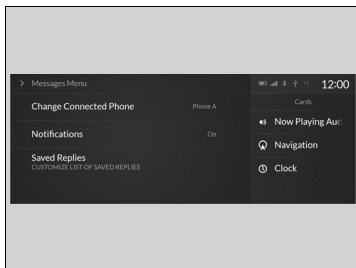 Messages Menu
12:00
Change Connected Phone
Phone A
Cards
Now Playing Aud
Notifications
On
Navigation
Saved Replies
CUSTOMIZE LIST OF SAVED REPLIES
Clock